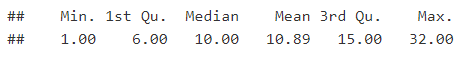 ##    Min. 1st Qu.  Median    Mean 3rd Qu.    Max.
##    1.00    6.00   10.00   10.89   15.00   32.00